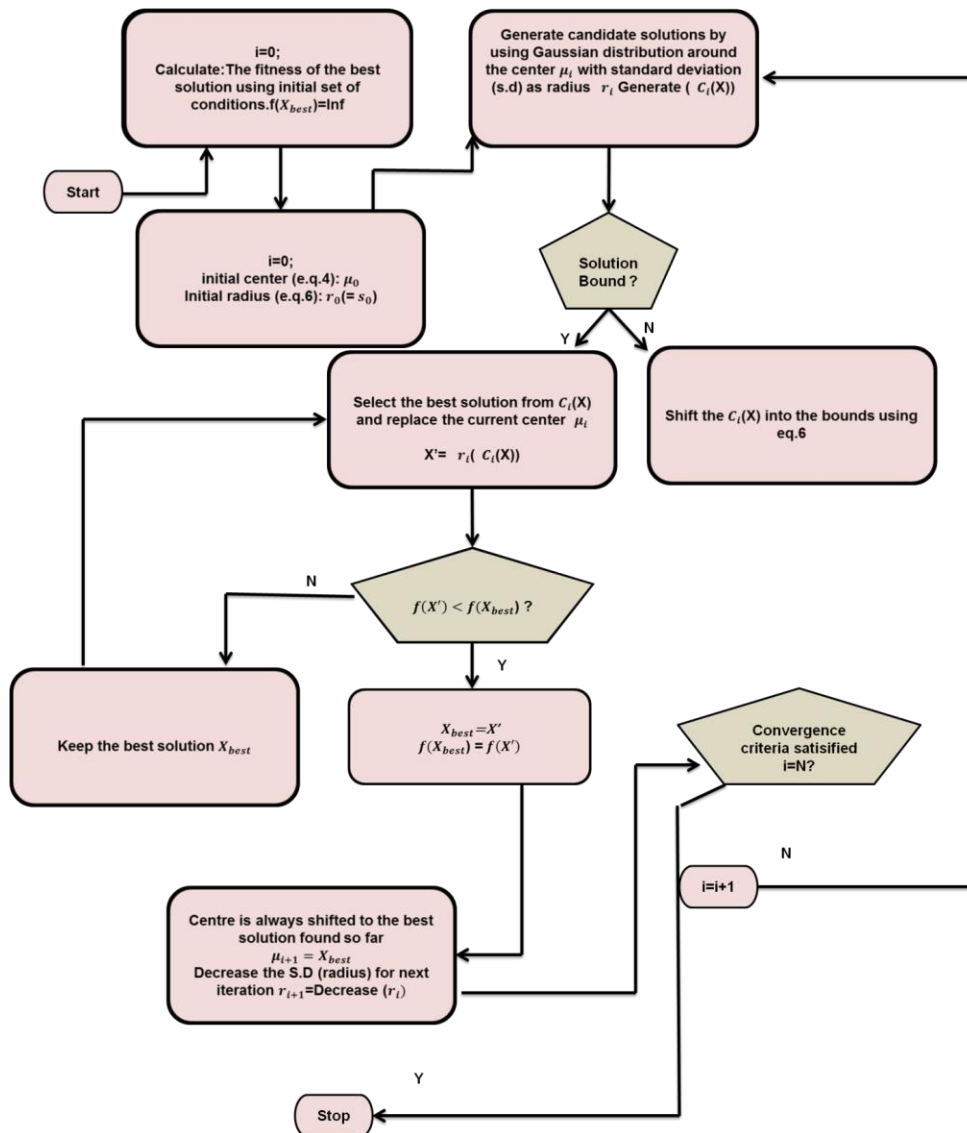 i=0;
Calculate:The fitness of the best
solution using initial set of
conditions.f(X_best)=Inf
Generate candidate solutions by
using Gaussian distribution around
the center μ_i with standard deviation
(s.d) as radius r_i Generate ( C_i(X))
Start
i=0;
initial center (e.q.4): μ_0
Initial radius (e.q.6): r_0(= s_0)
Solution
Bound ?
Y
N
Select the best solution from C_i(X)
and replace the current center μ_i
X'= r_i( C_i(X))
Shift the C_i(X) into the bounds using
eq.6
N
f(X′) < f(X_best) ?
Y
Keep the best solution X_best
X_best=X′
f(X_best) = f(X′)
Convergence
criteria satisified
i=N?
N
i=i+1
Centre is always shifted to the best
solution found so far
μ_{i+1} = X_best
Decrease the S.D (radius) for next
iteration r_{i+1}=Decrease (r_i)
Y
Stop